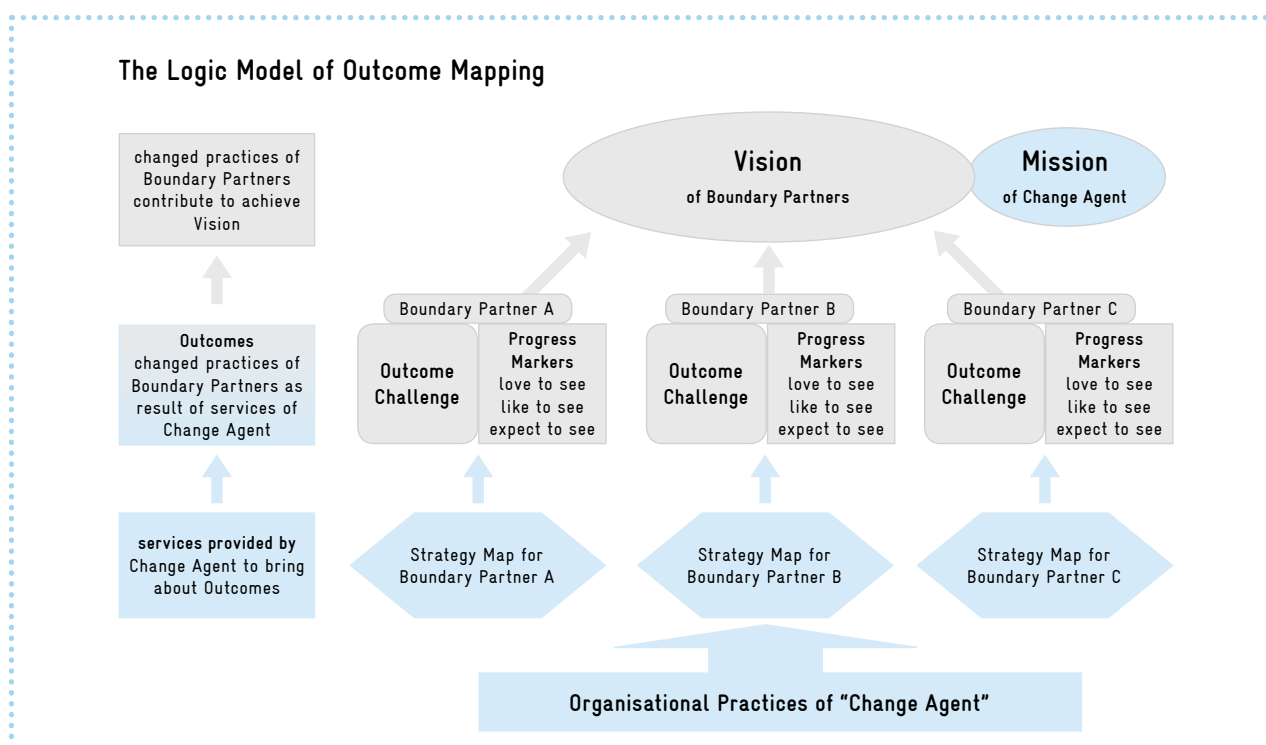 The Logic Model of Outcome Mapping
changed practices of
Boundary Partners
contribute to achieve
Vision
Vision
of Boundary Partners
Mission
of Change Agent
Outcomes
changed practices of
Boundary Partners as
result of services of
Change Agent
Boundary Partner A
Outcome
Challenge
Progress
Markers
love to see
like to see
expect to see
Boundary Partner B
Outcome
Challenge
Progress
Markers
love to see
like to see
expect to see
Boundary Partner C
Outcome
Challenge
Progress
Markers
love to see
like to see
expect to see
services provided by
Change Agent to bring
about Outcomes
Strategy Map for
Boundary Partner A
Strategy Map for
Boundary Partner B
Strategy Map for
Boundary Partner C
Organisational Practices of “Change Agent”